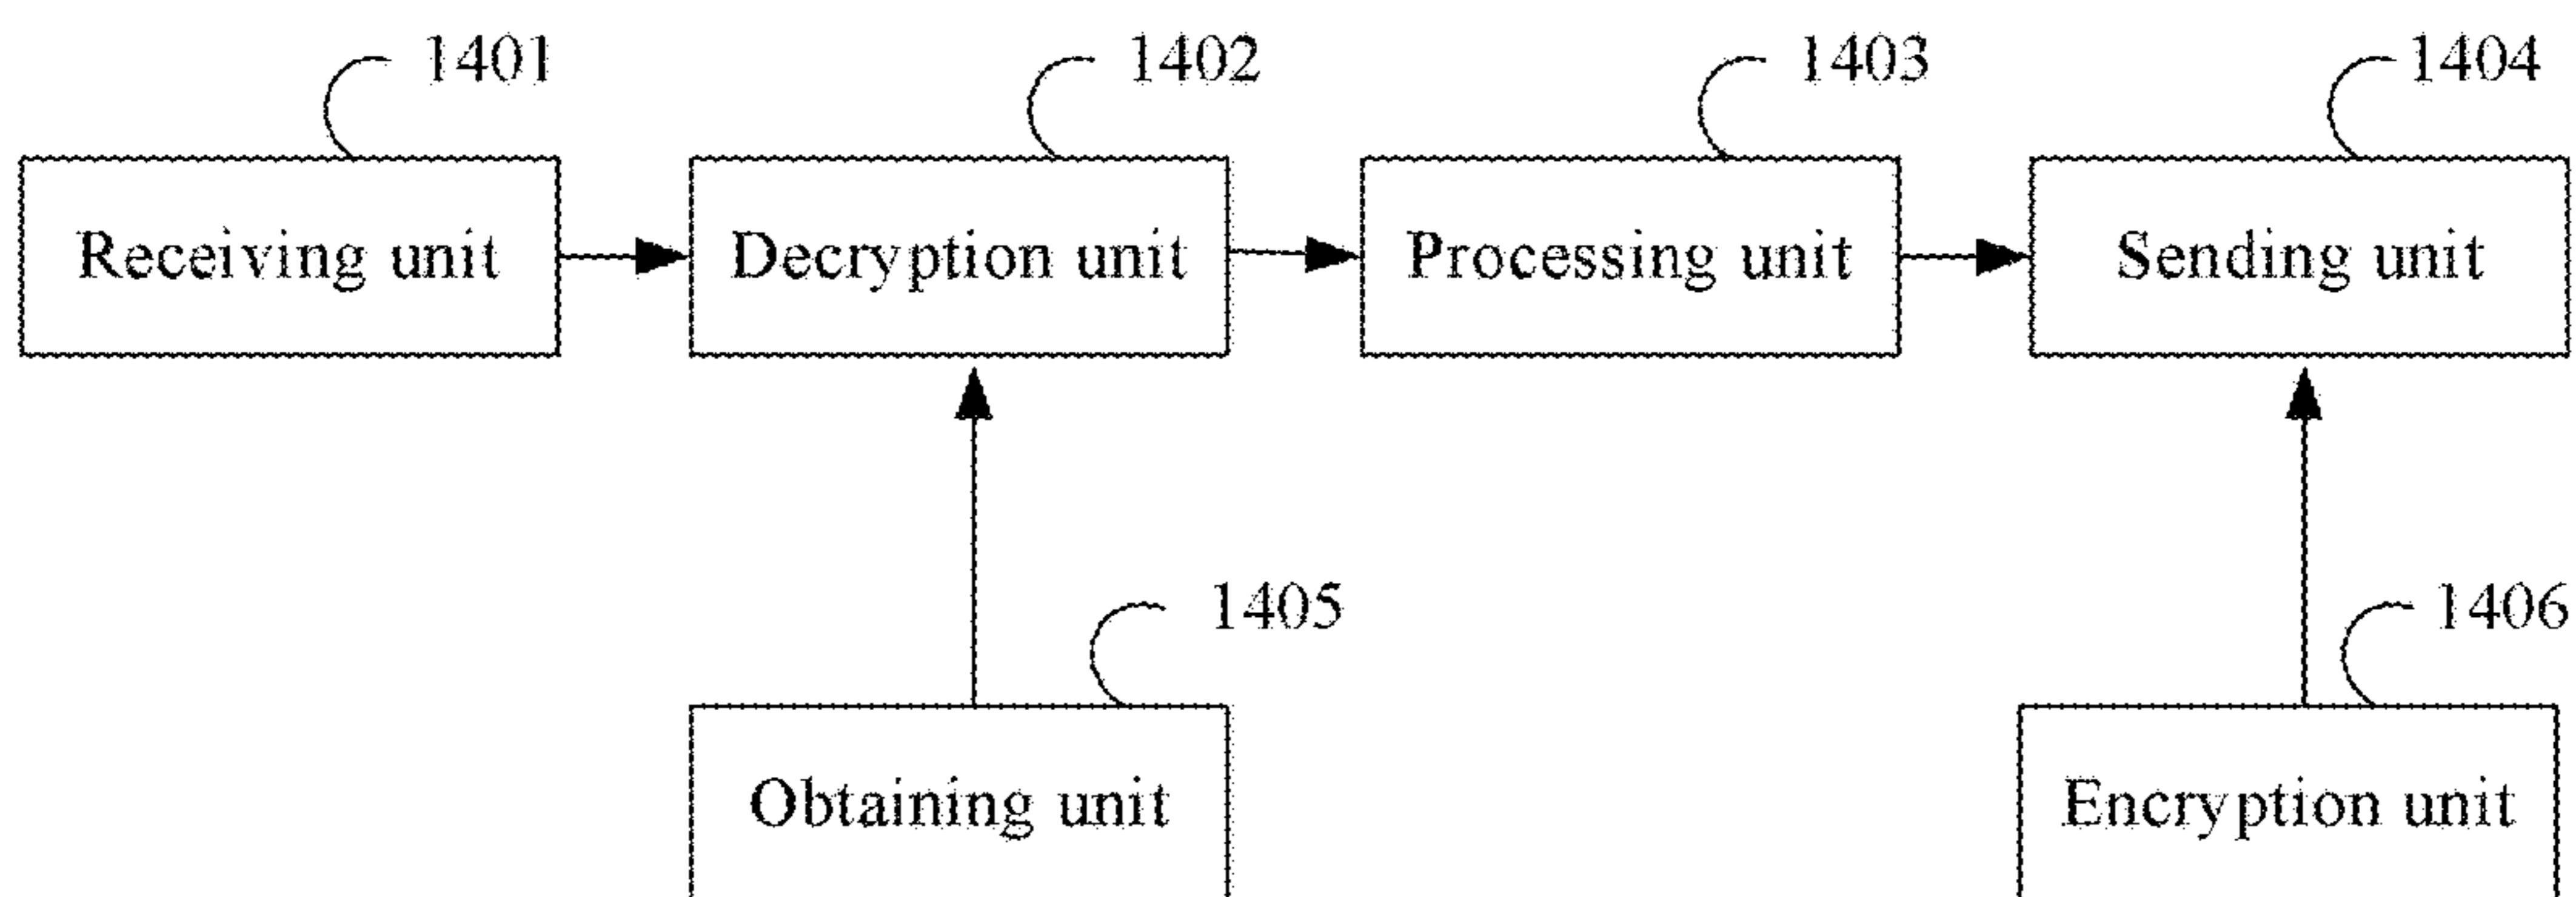 1401
1402
1403
1404
Receiving unit
Decryption unit
Processing unit
Sending unit
1405
1406
Obtaining unit
Encryption unit